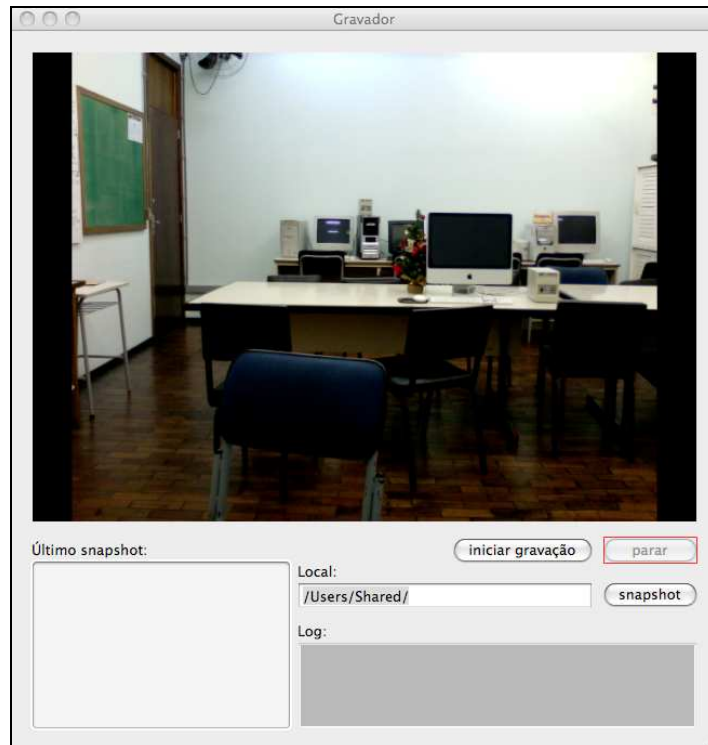 Gravador
Último snapshot:
iniciar gravação
parar
Local:
/Users/Shared/
snapshot
Log: